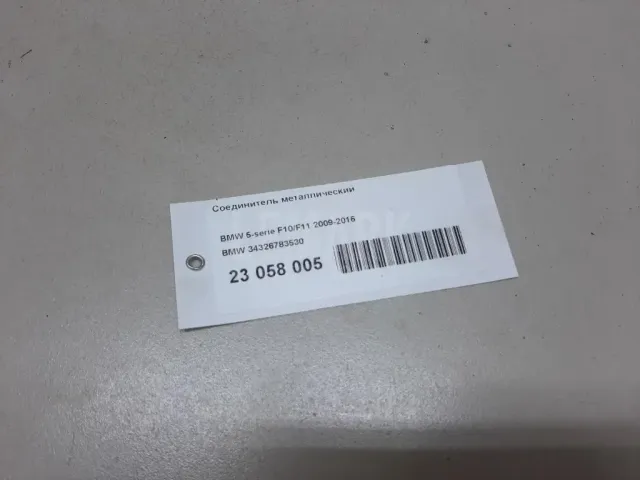 Соединитель металлический
BMW 5-serie F10/F11 2009-2016
BMW 34326783530
23 058 005